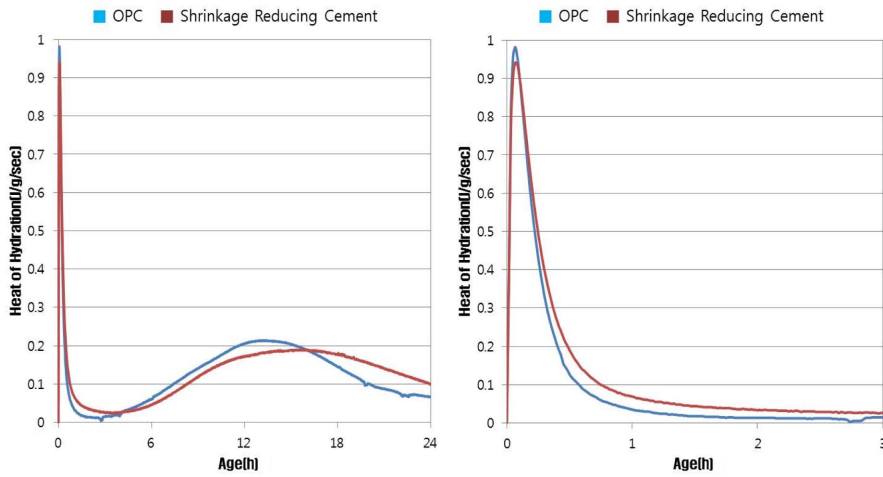 OPC Shrinkage Reducing Cement
1
0.9
0.8
0.7
0.6
0.5
0.4
0.3
0.2
0.1
0
Heat of Hydration(J/g/sec)
0 6 12 18 24
Age(h)
OPC Shrinkage Reducing Cement
1
0.9
0.8
0.7
0.6
0.5
0.4
0.3
0.2
0.1
0
Heat of Hydration(J/g/sec)
0 1 2 3
Age(h)